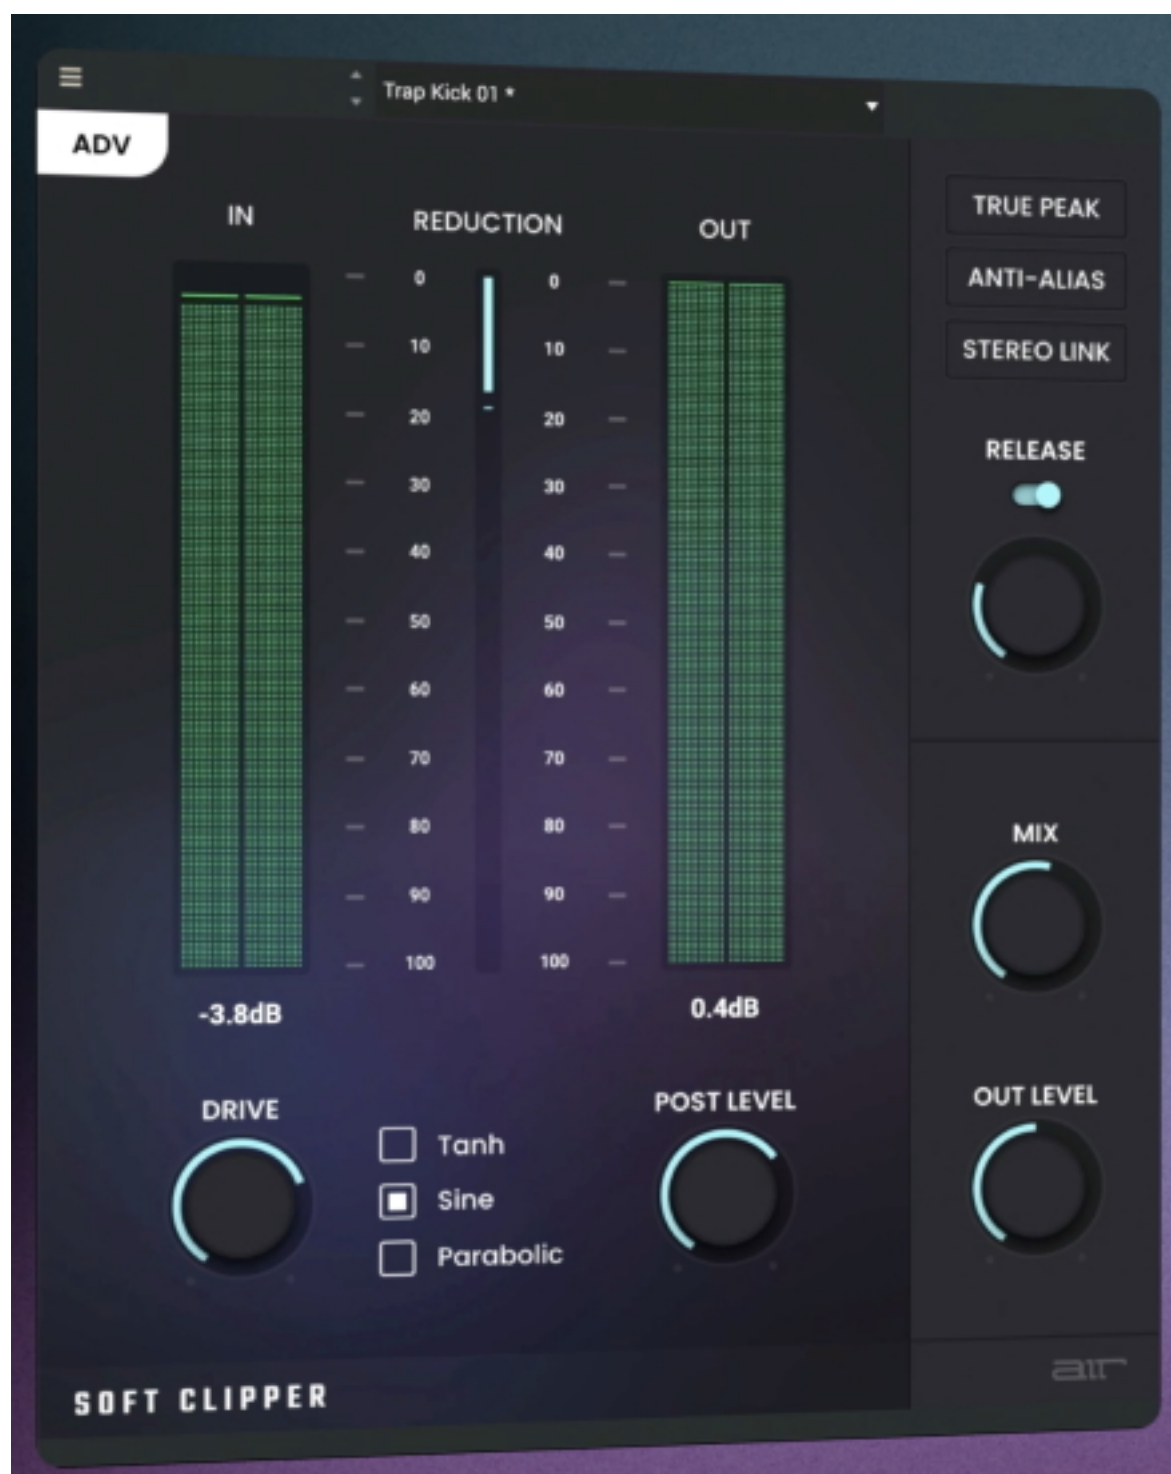 Trap Kick 01 *
ADV
IN
REDUCTION
OUT
0 0
10 10
20 20
30 30
40 40
50 50
60 60
70 70
80 80
90 90
100 100
-3.8dB
0.4dB
DRIVE
Tanh
Sine
Parabolic
POST LEVEL
TRUE PEAK
ANTI-ALIAS
STEREO LINK
RELEASE
MIX
OUT LEVEL
SOFT CLIPPER
air